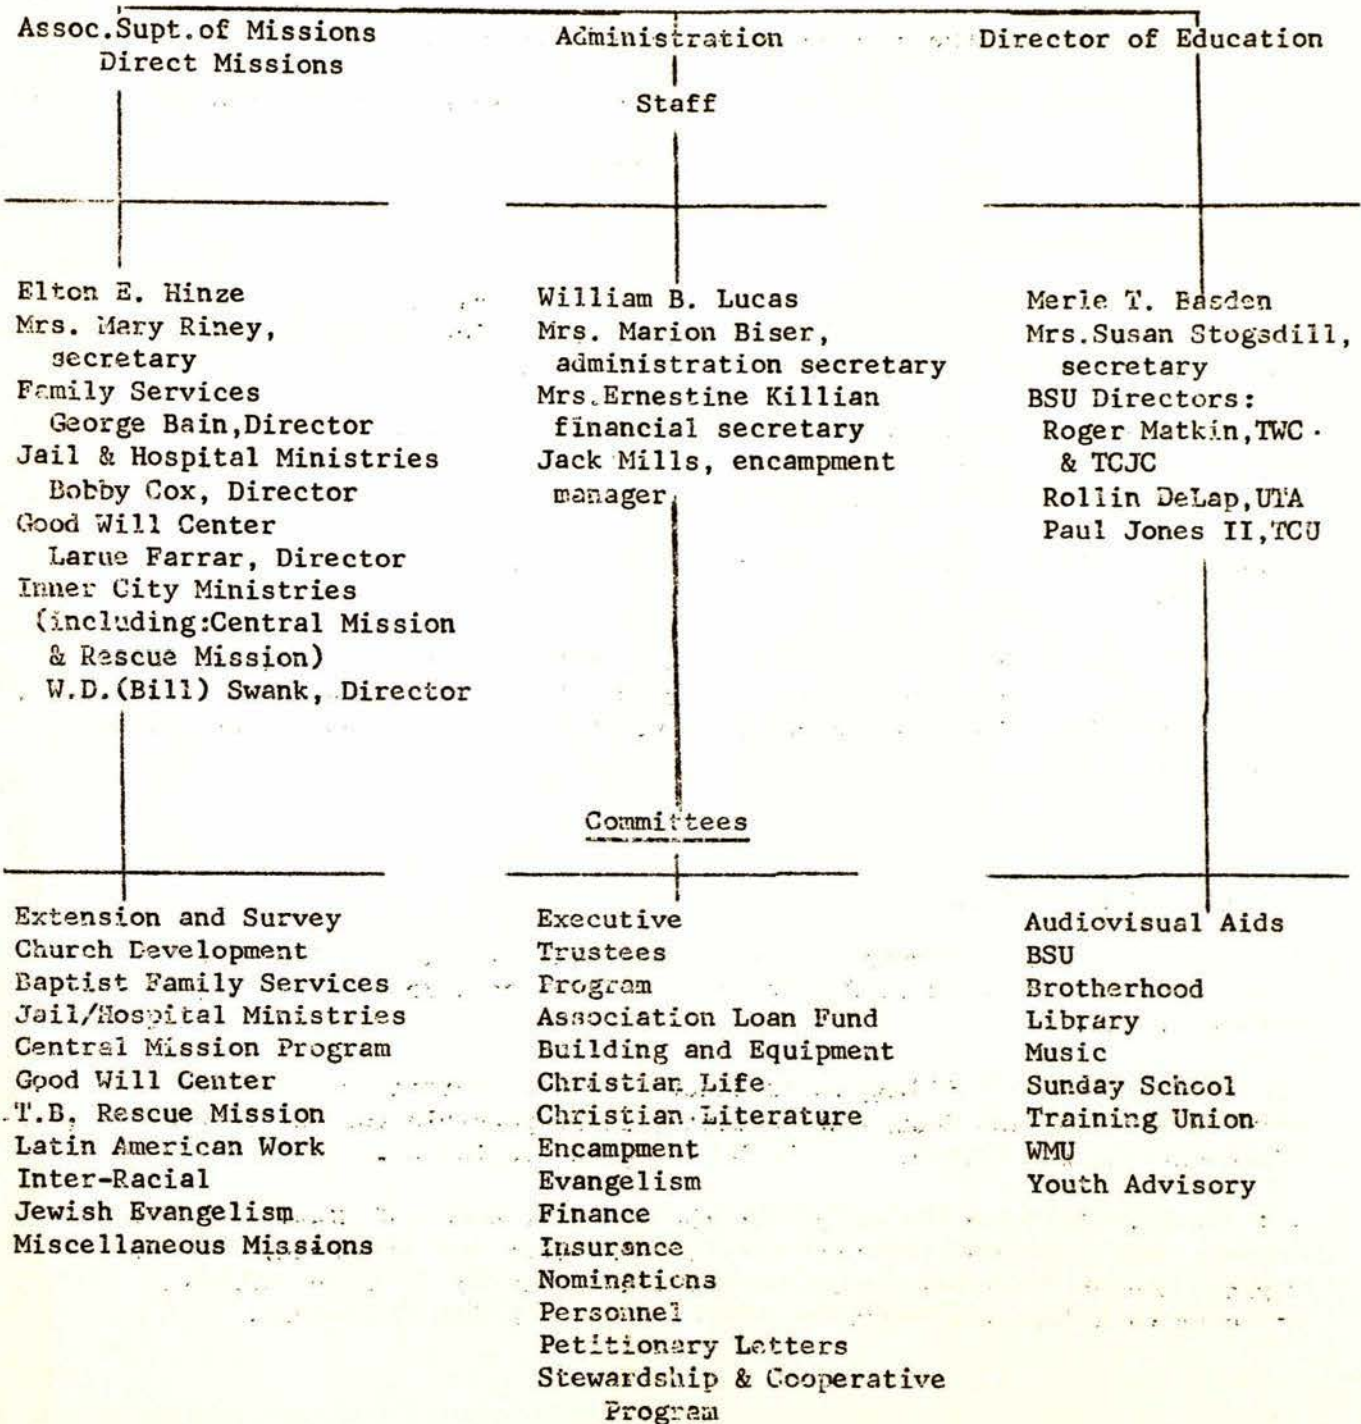 Assoc.Supt.of Missions
Direct Missions
Administration
Director of Education
Staff
Elton E. Hinze
Mrs. Mary Riney,
secretary
Family Services
George Bain,Director
Jail & Hospital Ministries
Bobby Cox, Director
Good Will Center
Larue Farrar, Director
Inner City Ministries
(including:Central Mission
& Rescue Mission)
W.D.(Bill) Swank, Director
William B. Lucas
Mrs. Marion Biser,
administration secretary
Mrs.Ernestine Killian
financial secretary
Jack Mills, encampment
manager
Merle T. Basden
Mrs.Susan Stogsdill,
secretary
BSU Directors:
Roger Matkin,TWC
& TCJC
Rollin DeLap,UTA
Paul Jones II,TCU
Committees
Extension and Survey
Church Development
Baptist Family Services
Jail/Hospital Ministries
Central Mission Program
Good Will Center
T.B. Rescue Mission
Latin American Work
Inter-Racial
Jewish Evangelism
Miscellaneous Missions
Executive
Trustees
Program
Association Loan Fund
Building and Equipment
Christian Life
Christian Literature
Encampment
Evangelism
Finance
Insurance
Nominations
Personnel
Petitionary Letters
Stewardship & Cooperative
Program
Audiovisual Aids
BSU
Brotherhood
Library
Music
Sunday School
Training Union
WMU
Youth Advisory